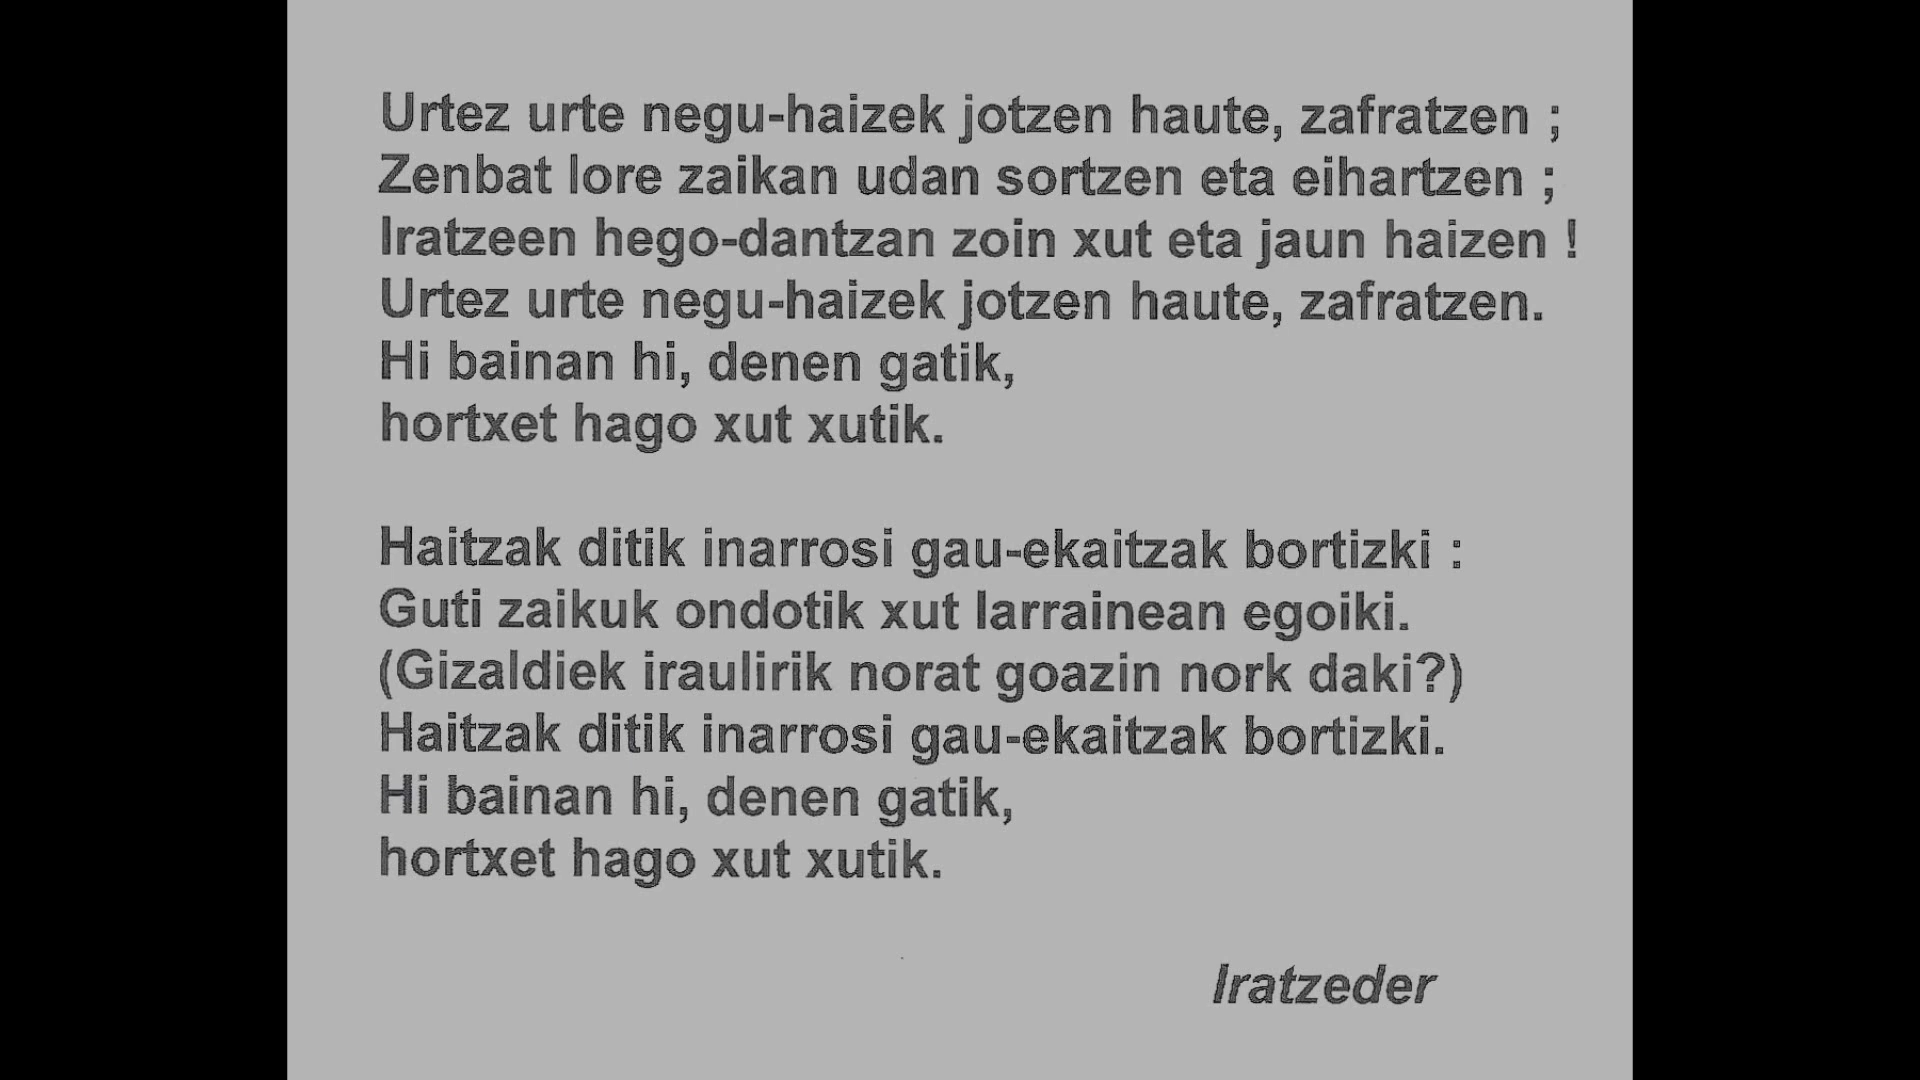 Urtez urte negu-haizek jotzen haute, zafratzen ;
Zenbat lore zaikan udan sortzen eta eihartzen ;
Iratzeen hego-dantzan zoin xut eta jaun haizen !
Urtez urte negu-haizek jotzen haute, zafratzen.
Hi bainan hi, denen gatik,
hortxet hago xut xutik.
Haitzak ditik inarrosi gau-ekaitzak bortizki :
Guti zaikuk ondotik xut larrainean egoiki.
(Gizaldiek iraulirik norat goazin nork daki?)
Haitzak ditik inarrosi gau-ekaitzak bortizki.
Hi bainan hi, denen gatik,
hortxet hago xut xutik.
Iratzeder